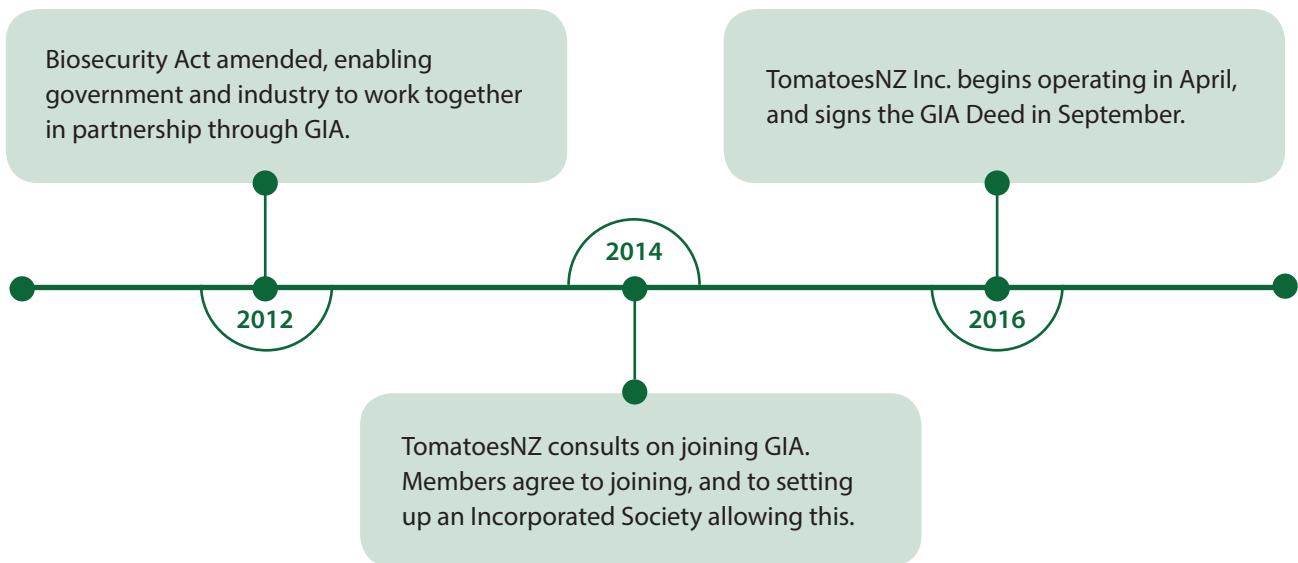 Biosecurity Act amended, enabling
government and industry to work together
in partnership through GIA.
2012
2014
TomatoesNZ consults on joining GIA.
Members agree to joining, and to setting
up an Incorporated Society allowing this.
TomatoesNZ Inc. begins operating in April,
and signs the GIA Deed in September.
2016